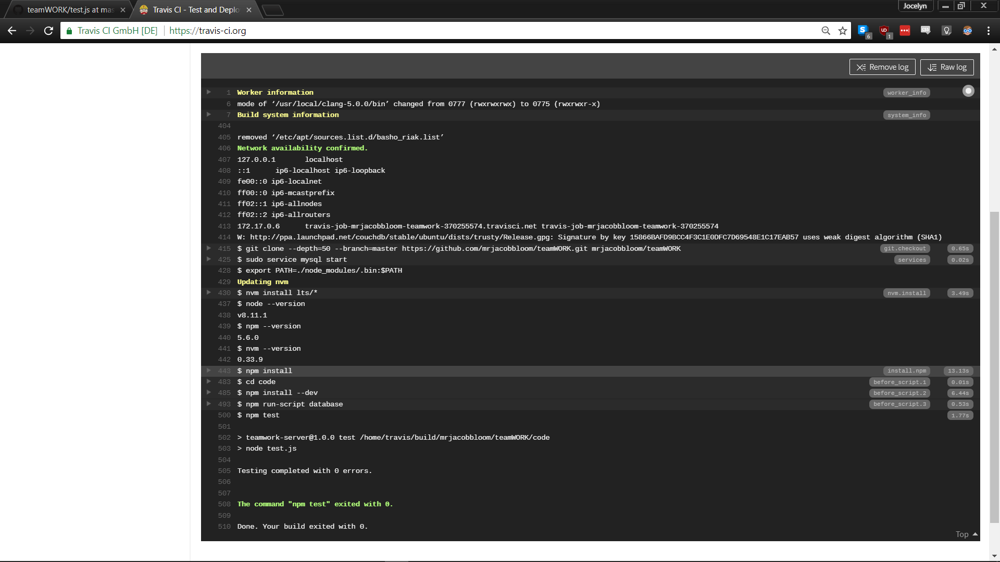 teamWORK/test.js at mas
Travis CI - Test and Deplo
Jocelyn
Travis CI GmbH [DE]
https://travis-ci.org
6
1
CSS
Remove log
Raw log
1 Worker information worker_info
6 mode of ‘/usr/local/clang-5.0.0/bin’ changed from 0777 (rwxrwxrwx) to 0775 (rwxrwxr-x)
7 Build system information system_info
404
405 removed ‘/etc/apt/sources.list.d/basho_riak.list’
406 Network availability confirmed.
407 127.0.0.1 localhost
408 ::1 ip6-localhost ip6-loopback
409 fe00::0 ip6-localnet
410 ff00::0 ip6-mcastprefix
411 ff02::1 ip6-allnodes
412 ff02::2 ip6-allrouters
413 172.17.0.6 travis-job-mrjacobbloom-teamwork-370255574.travisci.net travis-job-mrjacobbloom-teamwork-370255574
414 W: http://ppa.launchpad.net/couchdb/stable/ubuntu/dists/trusty/Release.gpg: Signature by key 15866BAFD9BCC4F3C1E0DFC7D69548E1C17EAB57 uses weak digest algorithm (SHA1)
415 $ git clone --depth=50 --branch=master https://github.com/mrjacobbloom/teamWORK.git mrjacobbloom/teamWORK git.checkout 0.65s
425 $ sudo service mysql start services 0.02s
428 $ export PATH=./node_modules/.bin:$PATH
429 Updating nvm
430 $ nvm install lts/* nvm.install 3.49s
437 $ node --version
438 v8.11.1
439 $ npm --version
440 5.6.0
441 $ nvm --version
442 0.33.9
443 $ npm install install.npm 13.13s
483 $ cd code before_script.1 0.01s
485 $ npm install --dev before_script.2 6.44s
493 $ npm run-script database before_script.3 0.53s
500 $ npm test 1.77s
501
502 > teamwork-server@1.0.0 test /home/travis/build/mrjacobbloom/teamWORK/code
503 > node test.js
504
505 Testing completed with 0 errors.
506
507
508 The command "npm test" exited with 0.
509
510 Done. Your build exited with 0.
Top